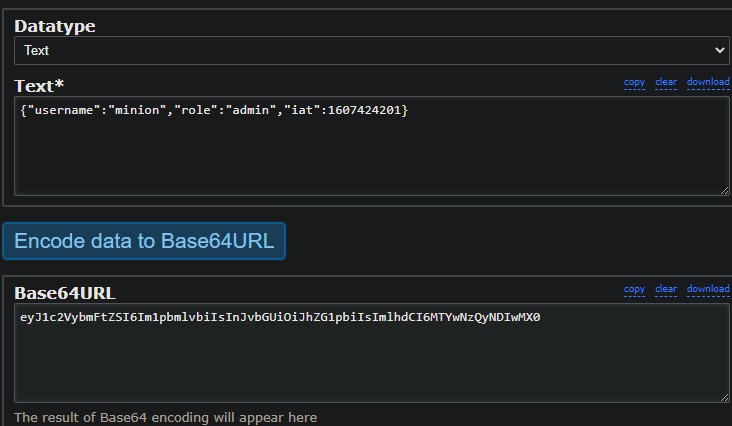 Datatype
Text
Text*
copy clear download
{"username":"minion","role":"admin","iat":1607424201}
Encode data to Base64URL
Base64URL
copy clear download
eyJ1c2VybmFtZSI6Im1pbmlvbiIsInJvbGUiOiJhZG1pbiIsImlhdCI6MTYwNzQyNDIwMX0
The result of Base64 encoding will appear here